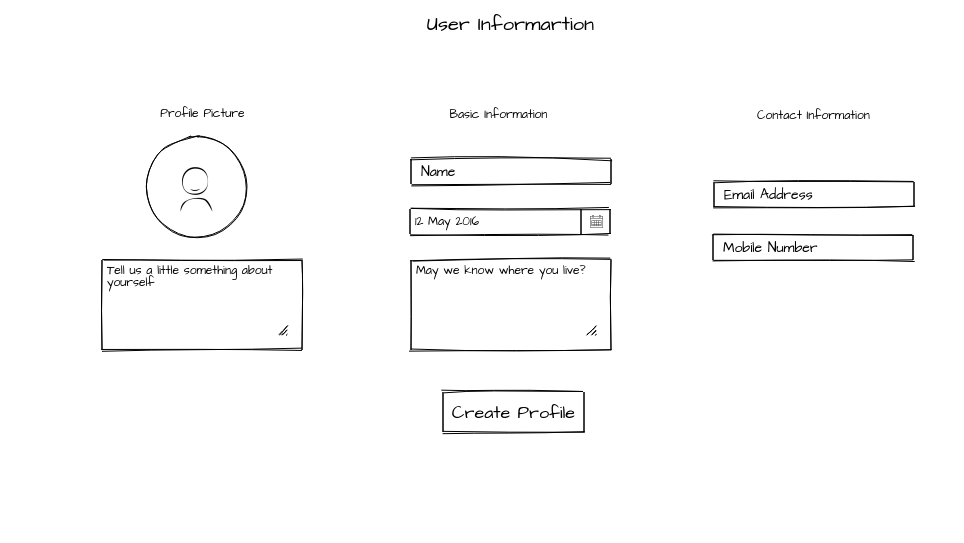 User Informartion
Profile Picture
Tell us a little something about
yourself
Basic Information
Name
12 May 2016
May we know where you live?
Contact Information
Email Address
Mobile Number
Create Profile